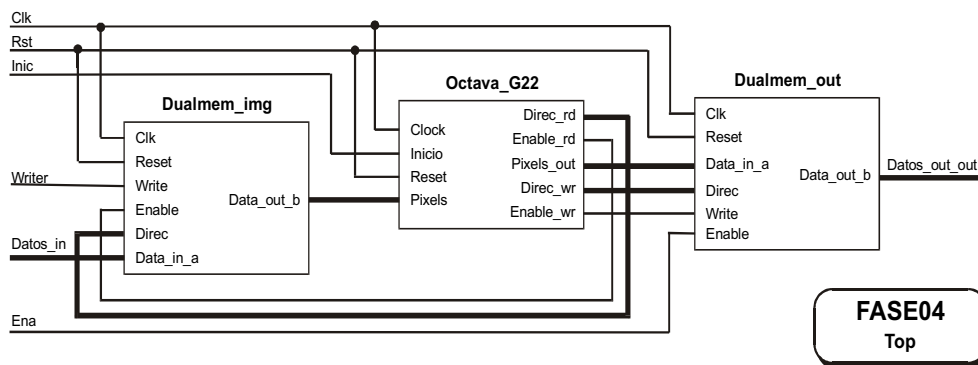 Clk
Rst
Inic
Writer
Datos_in
Ena
Dualmem_img
Clk
Reset
Write
Enable
Direc
Data_in_a
Data_out_b
Octava_G22
Clock
Inicio
Reset
Pixels
Direc_rd
Enable_rd
Pixels_out
Direc_wr
Enable_wr
Dualmem_out
Clk
Reset
Data_in_a
Direc
Write
Enable
Data_out_b
Datos_out_out
FASE04
Top